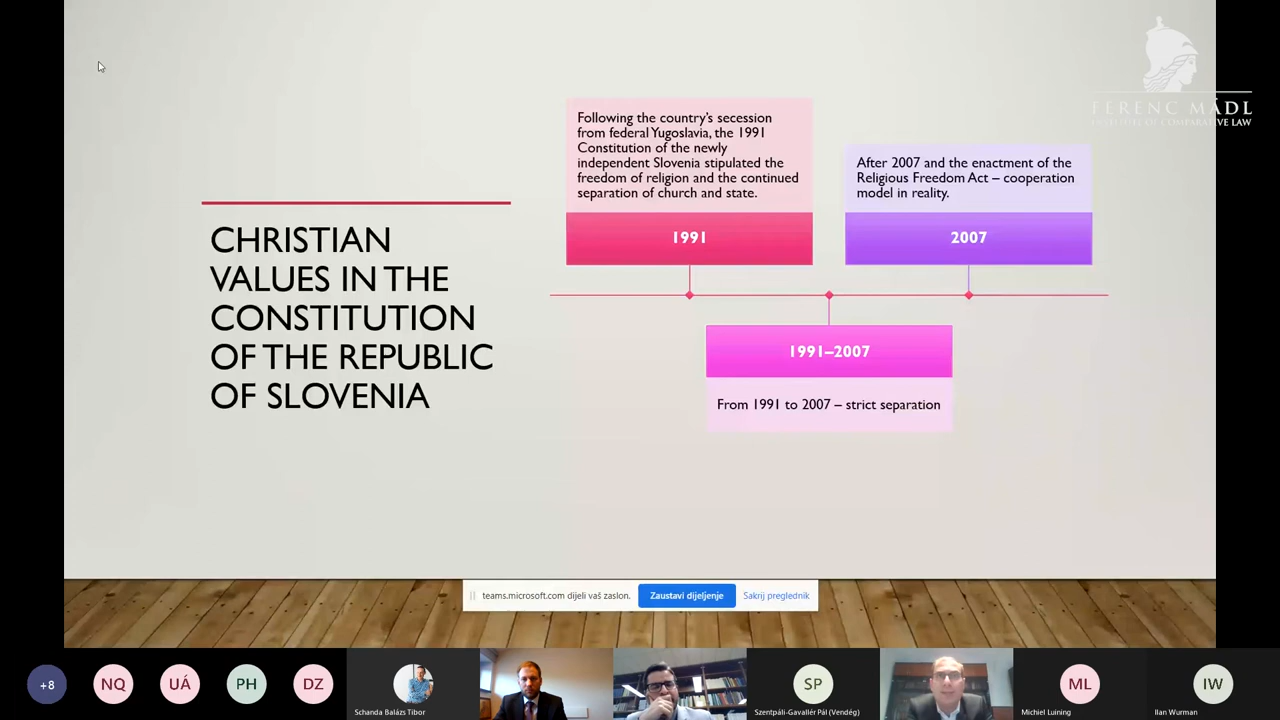 FERENC MÁDL
INSTITUTE OF COMPARATIVE LAW
CHRISTIAN
VALUES IN THE
CONSTITUTION
OF THE REPUBLIC
OF SLOVENIA
Following the country's secession
from federal Yugoslavia, the 1991
Constitution of the newly
independent Slovenia stipulated the
freedom of religion and the continued
separation of church and state.
1991
After 2007 and the enactment of the
Religious Freedom Act – cooperation
model in reality.
2007
1991–2007
From 1991 to 2007 – strict separation
teams.microsoft.com dijeli vaš zaslon.
Zaustavi dijeljenje
Sakrij preglednik
+8
NQ
UÁ
PH
DZ
Schanda Balázs Tibor
SP
Szentpáli-Gavallér Pál (Vendég)
ML
Michiel Luining
IW
Ilan Wurman